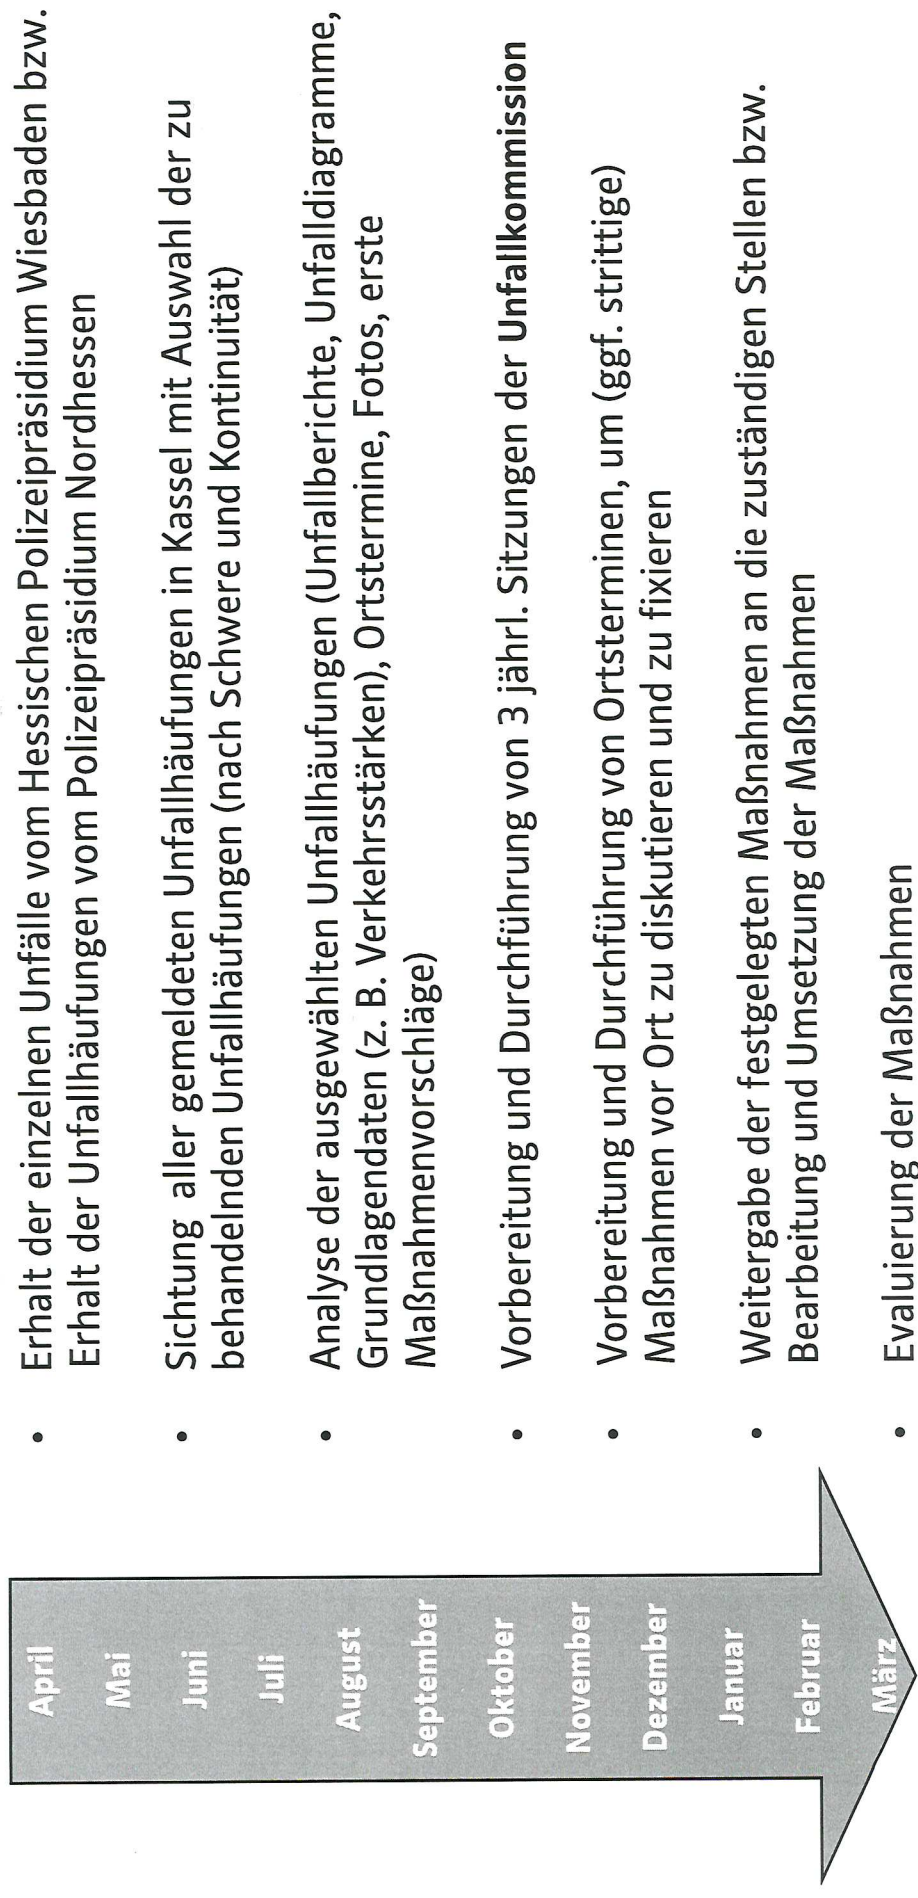 April
Mai
Juni
Juli
August
September
Oktober
November
Dezember
Januar
Februar
März
• Erhalt der einzelnen Unfälle vom Hessischen Polizeipräsidium Wiesbaden bzw.
Erhalt der Unfallhäufungen vom Polizeipräsidium Nordhessen
• Sichtung aller gemeldeten Unfallhäufungen in Kassel mit Auswahl der zu
behandelnden Unfallhäufungen (nach Schwere und Kontinuität)
• Analyse der ausgewählten Unfallhäufungen (Unfallberichte, Unfalldiagramme,
Grundlagendaten (z. B. Verkehrsstärken), Ortstermine, Fotos, erste
Maßnahmenvorschläge)
• Vorbereitung und Durchführung von 3 jährl. Sitzungen der Unfallkommission
• Vorbereitung und Durchführung von Ortsterminen, um (ggf. strittige)
Maßnahmen vor Ort zu diskutieren und zu fixieren
• Weitergabe der festgelegten Maßnahmen an die zuständigen Stellen bzw.
Bearbeitung und Umsetzung der Maßnahmen
• Evaluierung der Maßnahmen